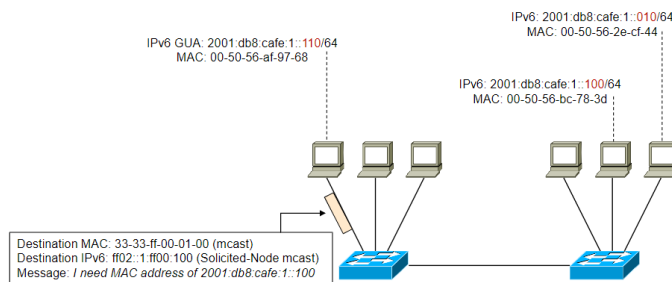 IPv6: 2001:db8:cafe:1::010/64
MAC: 00-50-56-2e-cf-44
IPv6 GUA: 2001:db8:cafe:1::110/64
MAC: 00-50-56-af-97-68
IPv6: 2001:db8:cafe:1::100/64
MAC: 00-50-56-bc-78-3d
Destination MAC: 33-33-ff-00-01-00 (mcast)
Destination IPv6: ff02::1:ff00:100 (Solicited-Node mcast)
Message: I need MAC address of 2001:db8:cafe:1::100